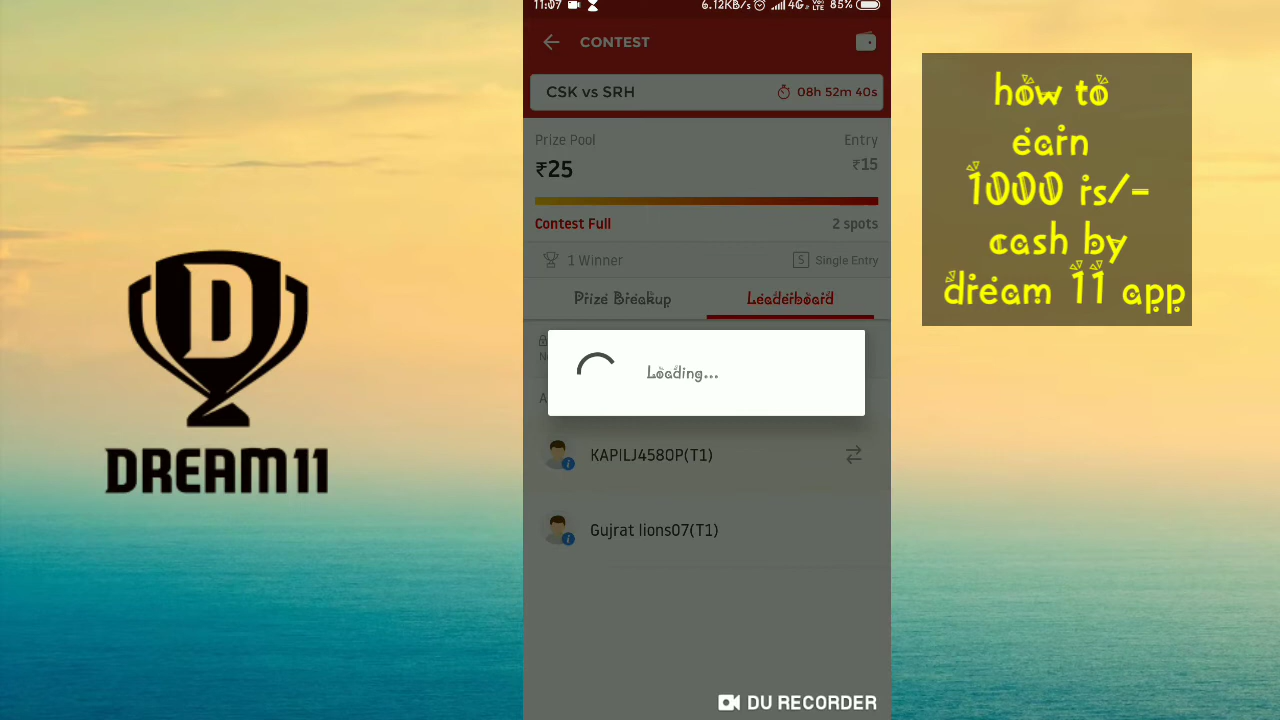 11:07
6.12KB/s 4G VoLTE 85%
CONTEST
CSK vs SRH
08h 52m 40s
Prize Pool
Entry
₹25
₹15
Contest Full
2 spots
1 Winner
S Single Entry
Prize Breakup
Leaderboard
Loading...
KAPILJ458OP(T1)
Gujrat lions07(T1)
DU RECORDER
D
DREAM11
how to
earn
1000 rs/-
cash by
dream 11 app